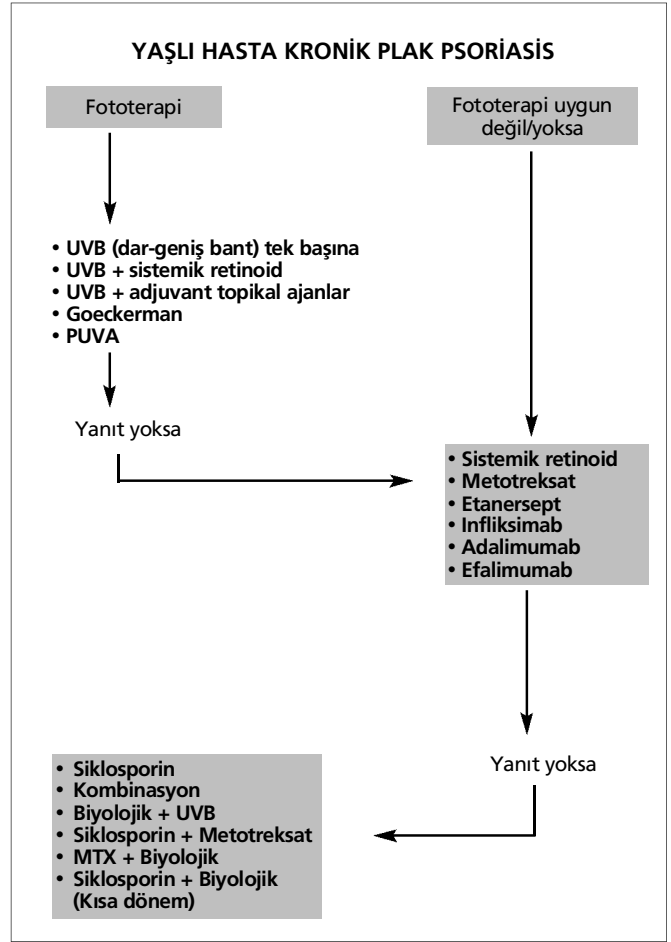 YAŞLI HASTA KRONİK PLAK PSORIASIS
Fototerapi
Fototerapi uygun
değil/yoksa
• UVB (dar-geniş bant) tek başına
• UVB + sistemik retinoid
• UVB + adjuvant topikal ajanlar
• Goeckerman
• PUVA
Yanıt yoksa
• Sistemik retinoid
• Metotreksat
• Etanersept
• Infliksimab
• Adalimumab
• Efalimumab
Yanıt yoksa
• Siklosporin
• Kombinasyon
• Biyolojik + UVB
• Siklosporin + Metotreksat
• MTX + Biyolojik
• Siklosporin + Biyolojik
(Kısa dönem)